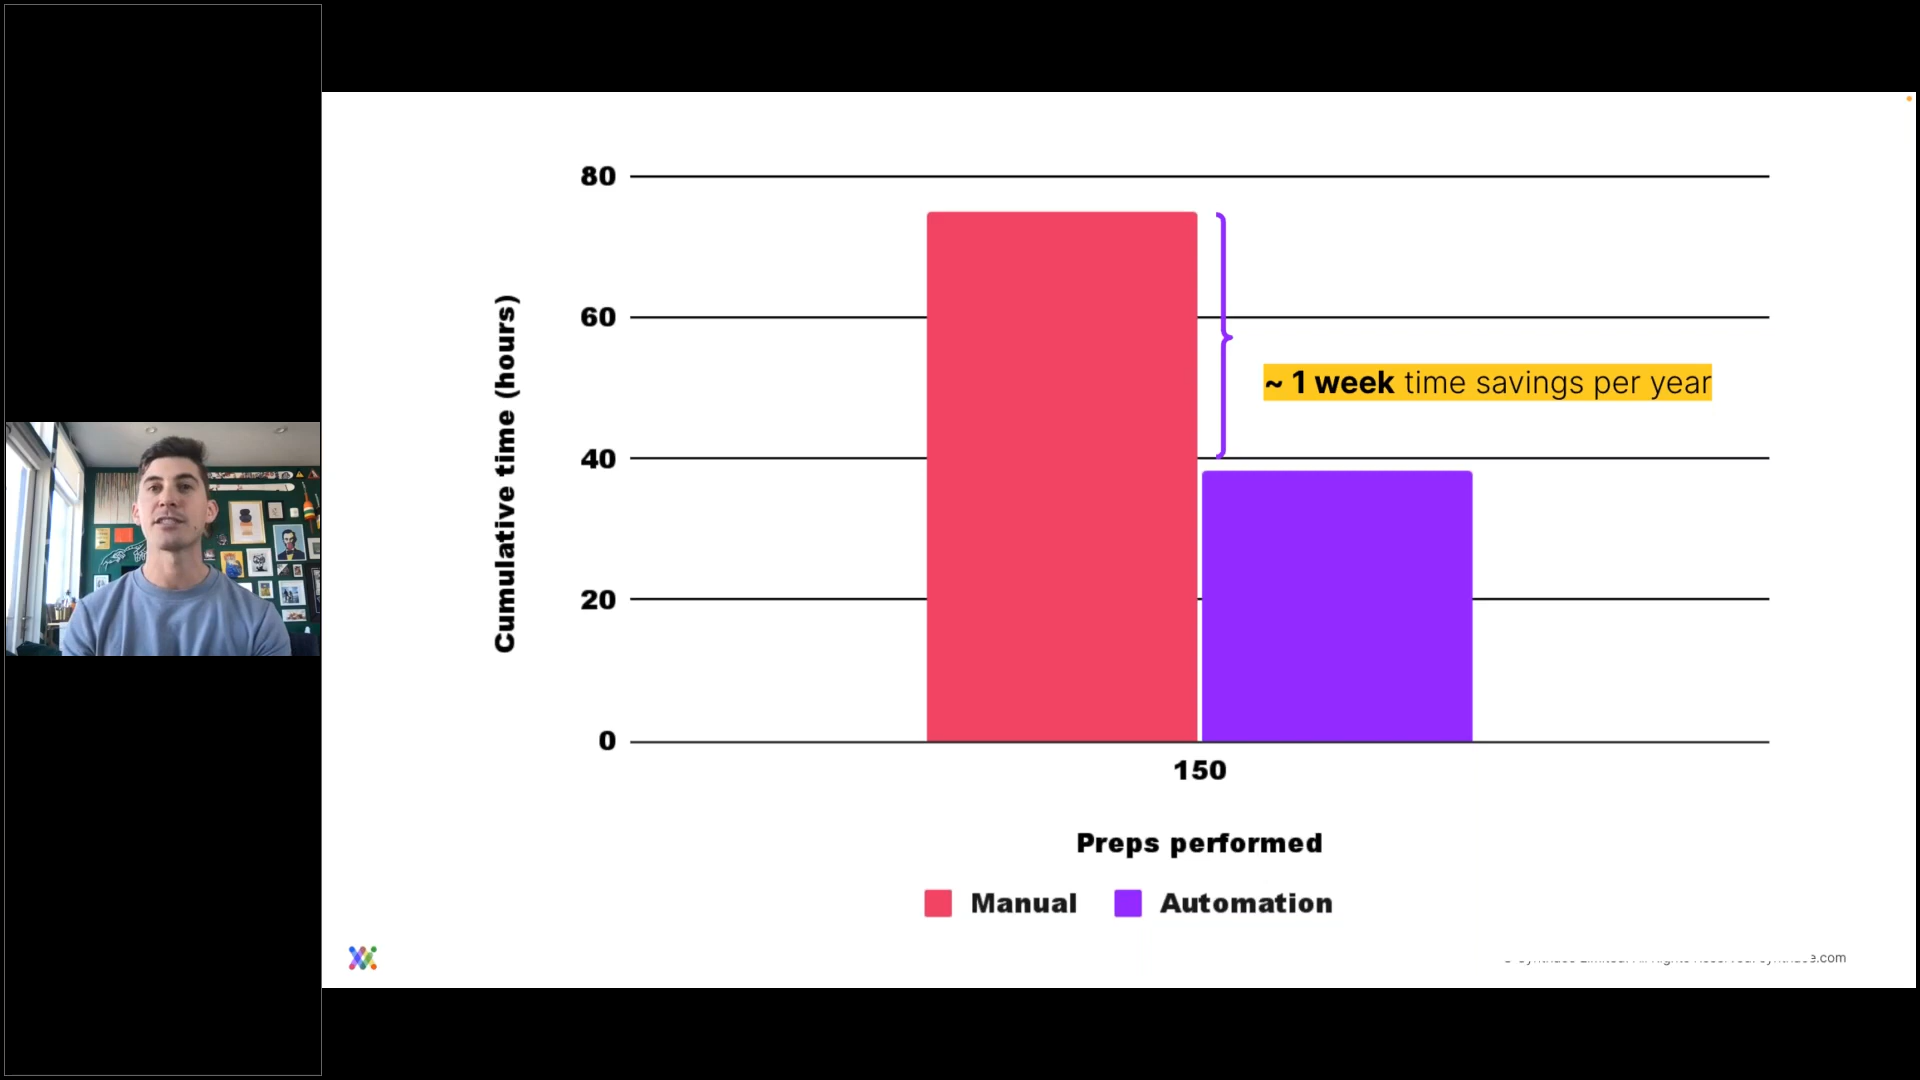 80
60
40
20
0
Cumulative time (hours)
~ 1 week time savings per year
150
Preps performed
Manual
Automation
.com